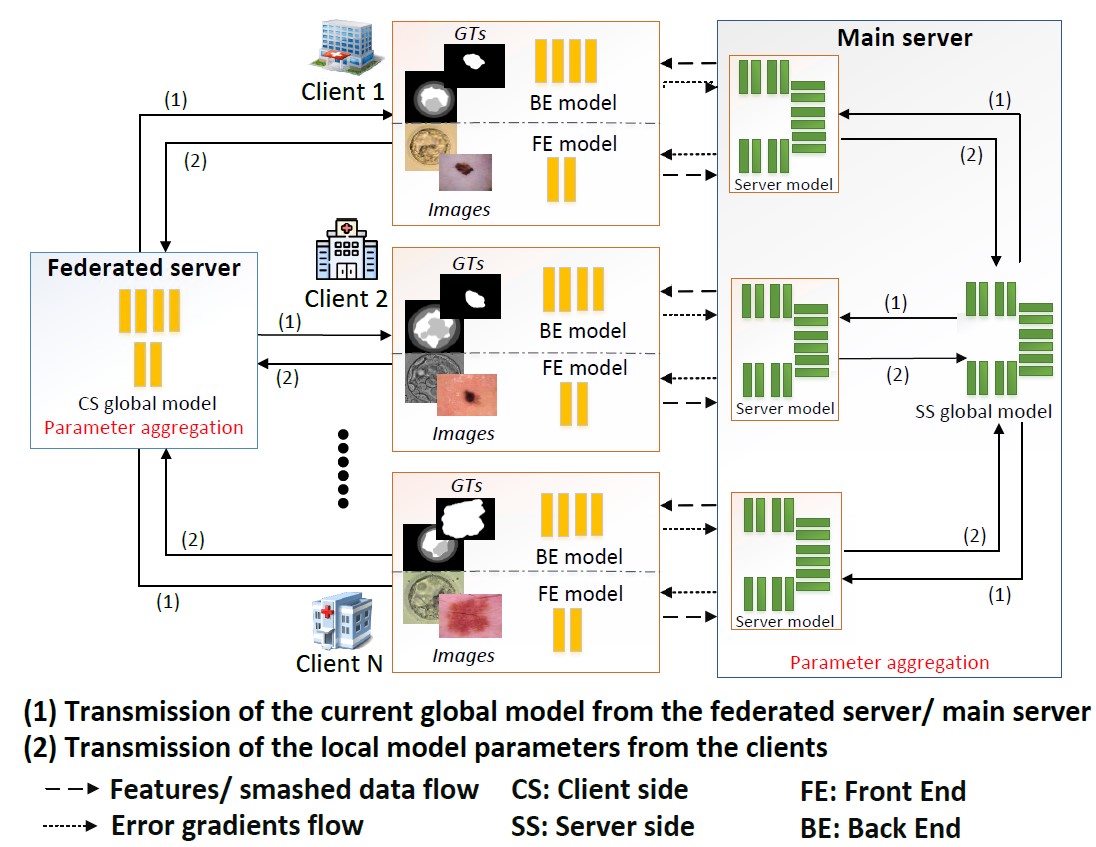 GTs
Main server
Client 1
BE model
(1)
(1)
(2)
FE model
(2)
Server model
Images
Federated server
Client 2
GTs
(1)
BE model
(1)
(2)
FE model
(2)
CS global model
Parameter aggregation
Server model
SS global model
Images
GTs
(2)
BE model
(2)
(1)
FE model
(1)
Server model
Client N
Images
Parameter aggregation
(1) Transmission of the current global model from the federated server/ main server
(2) Transmission of the local model parameters from the clients
Features/ smashed data flow
CS: Client side
FE: Front End
Error gradients flow
SS: Server side
BE: Back End